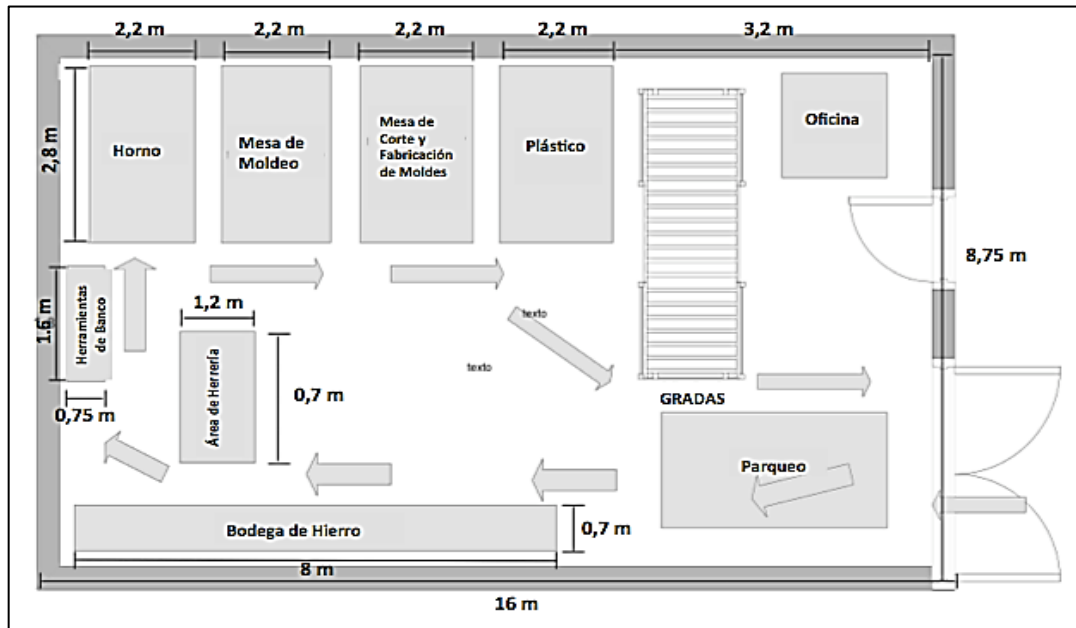 2,2 m
2,2 m
2,2 m
2,2 m
3,2 m
2,8 m
Horno
Mesa de
Moldeo
Mesa de
Corte y
Fabricación
de Moldes
Plástico
Oficina
8,75 m
1.6 m
Herramientas
de Banco
0,75 m
1,2 m
Área de Herrería
0,7 m
texto
texto
GRADAS
Parqueo
Bodega de Hierro
0,7 m
8 m
16 m